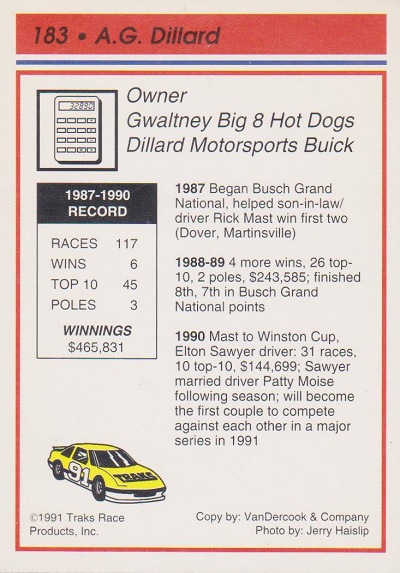 183 • A.G. Dillard
32890
Owner
Gwaltney Big 8 Hot Dogs
Dillard Motorsports Buick
1987-1990
RECORD
RACES 117
WINS 6
TOP 10 45
POLES 3
WINNINGS
$465,831
1987 Began Busch Grand
National, helped son-in-law/
driver Rick Mast win first two
(Dover, Martinsville)
1988-89 4 more wins, 26 top-
10, 2 poles, $243,585; finished
8th, 7th in Busch Grand
National points
1990 Mast to Winston Cup,
Elton Sawyer driver: 31 races,
10 top-10, $144,699; Sawyer
married driver Patty Moise
following season; will become
the first couple to compete
against each other in a major
series in 1991
91
TRAKS
©1991 Traks Race
Products, Inc.
Copy by: VanDercook & Company
Photo by: Jerry Haislip